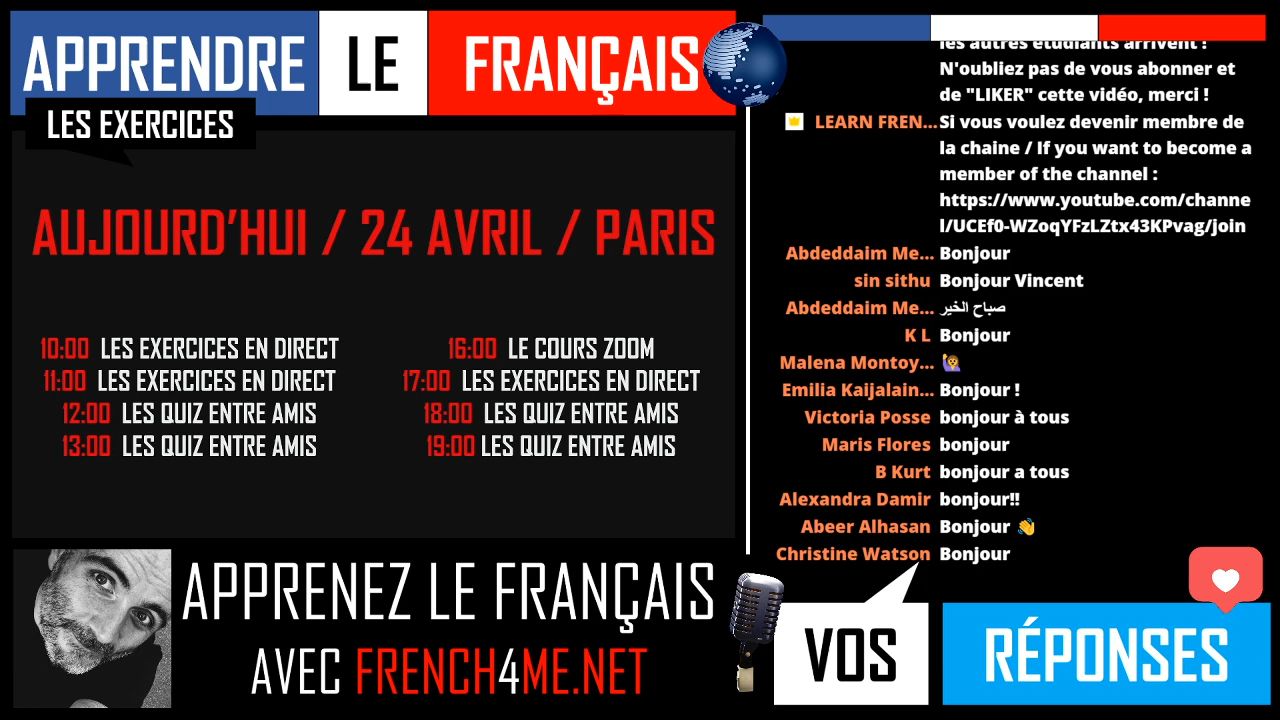 APPRENDRE LE FRANÇAIS
LES EXERCICES
AUJOURD'HUI / 24 AVRIL / PARIS
10:00 LES EXERCICES EN DIRECT
11:00 LES EXERCICES EN DIRECT
12:00 LES QUIZ ENTRE AMIS
13:00 LES QUIZ ENTRE AMIS
16:00 LE COURS ZOOM
17:00 LES EXERCICES EN DIRECT
18:00 LES QUIZ ENTRE AMIS
19:00 LES QUIZ ENTRE AMIS
APPRENEZ LE FRANÇAIS
AVEC FRENCH4ME.NET
les autres étudiants arrivent !
N'oubliez pas de vous abonner et
de "LIKER" cette vidéo, merci !
LEARN FREN... Si vous voulez devenir membre de
la chaine / If you want to become a
member of the channel :
https://www.youtube.com/channe
l/UCEf0-WZoqYFzLZtx43KPvag/join
Abdeddaim Me... Bonjour
sin sithu Bonjour Vincent
Abdeddaim Me... صباح الخير
K L Bonjour
Malena Montoy... 🙋🏽‍♀️
Emilia Kaijalain... Bonjour !
Victoria Posse bonjour à tous
Maris Flores bonjour
B Kurt bonjour a tous
Alexandra Damir bonjour!!
Abeer Alhasan Bonjour 👋
Christine Watson Bonjour
VOS RÉPONSES